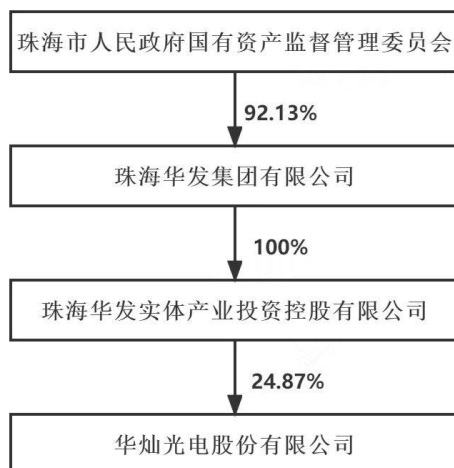 珠海市人民政府国有资产监督管理委员会
92.13%
珠海华发集团有限公司
100%
珠海华发实体产业投资控股有限公司
24.87%
华灿光电股份有限公司